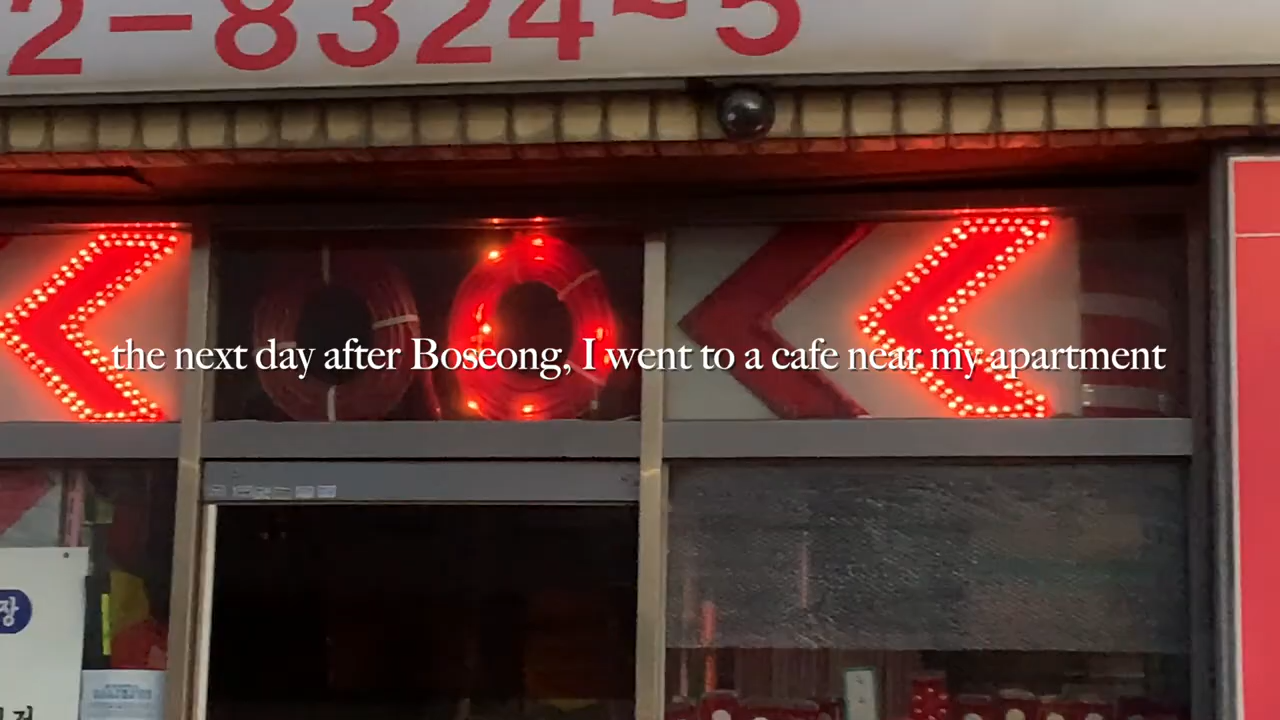 2-8324~5
the next day after Boseong, I went to a cafe near my apartment
장